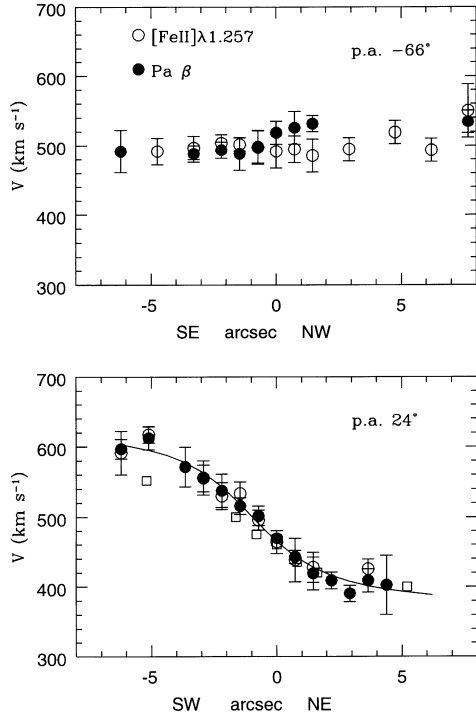 700
[FeII]λ1.257
p.a. −66°
Pa β
600
500
400
300
V (km s⁻¹)
-5 0 5
SE arcsec NW
700
p.a. 24°
600
500
400
300
V (km s⁻¹)
-5 0 5
SW arcsec NE